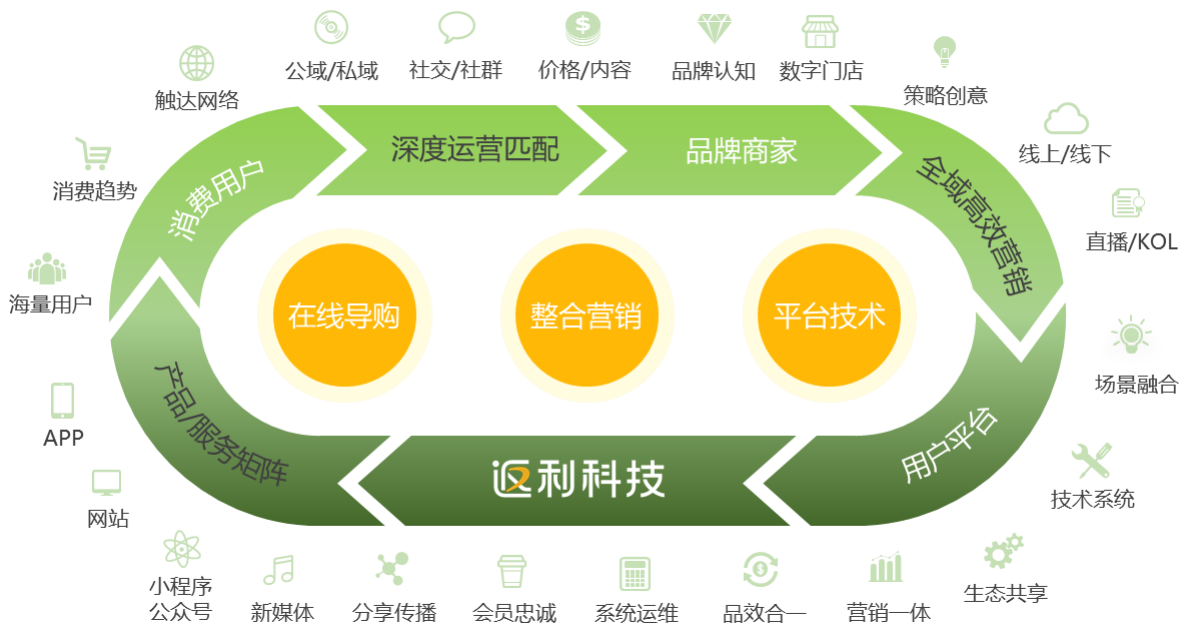 公域/私域
社交/社群
价格/内容
品牌认知
数字门店
策略创意
触达网络
线上/线下
消费趋势
直播/KOL
海量用户
场景融合
APP
技术系统
网站
生态共享
小程序
公众号
新媒体
分享传播
会员忠诚
系统运维
品效合一
营销一体
消费用户
深度运营匹配
品牌商家
全域高效营销
用户平台
返利科技
产品/服务矩阵
在线导购
整合营销
平台技术